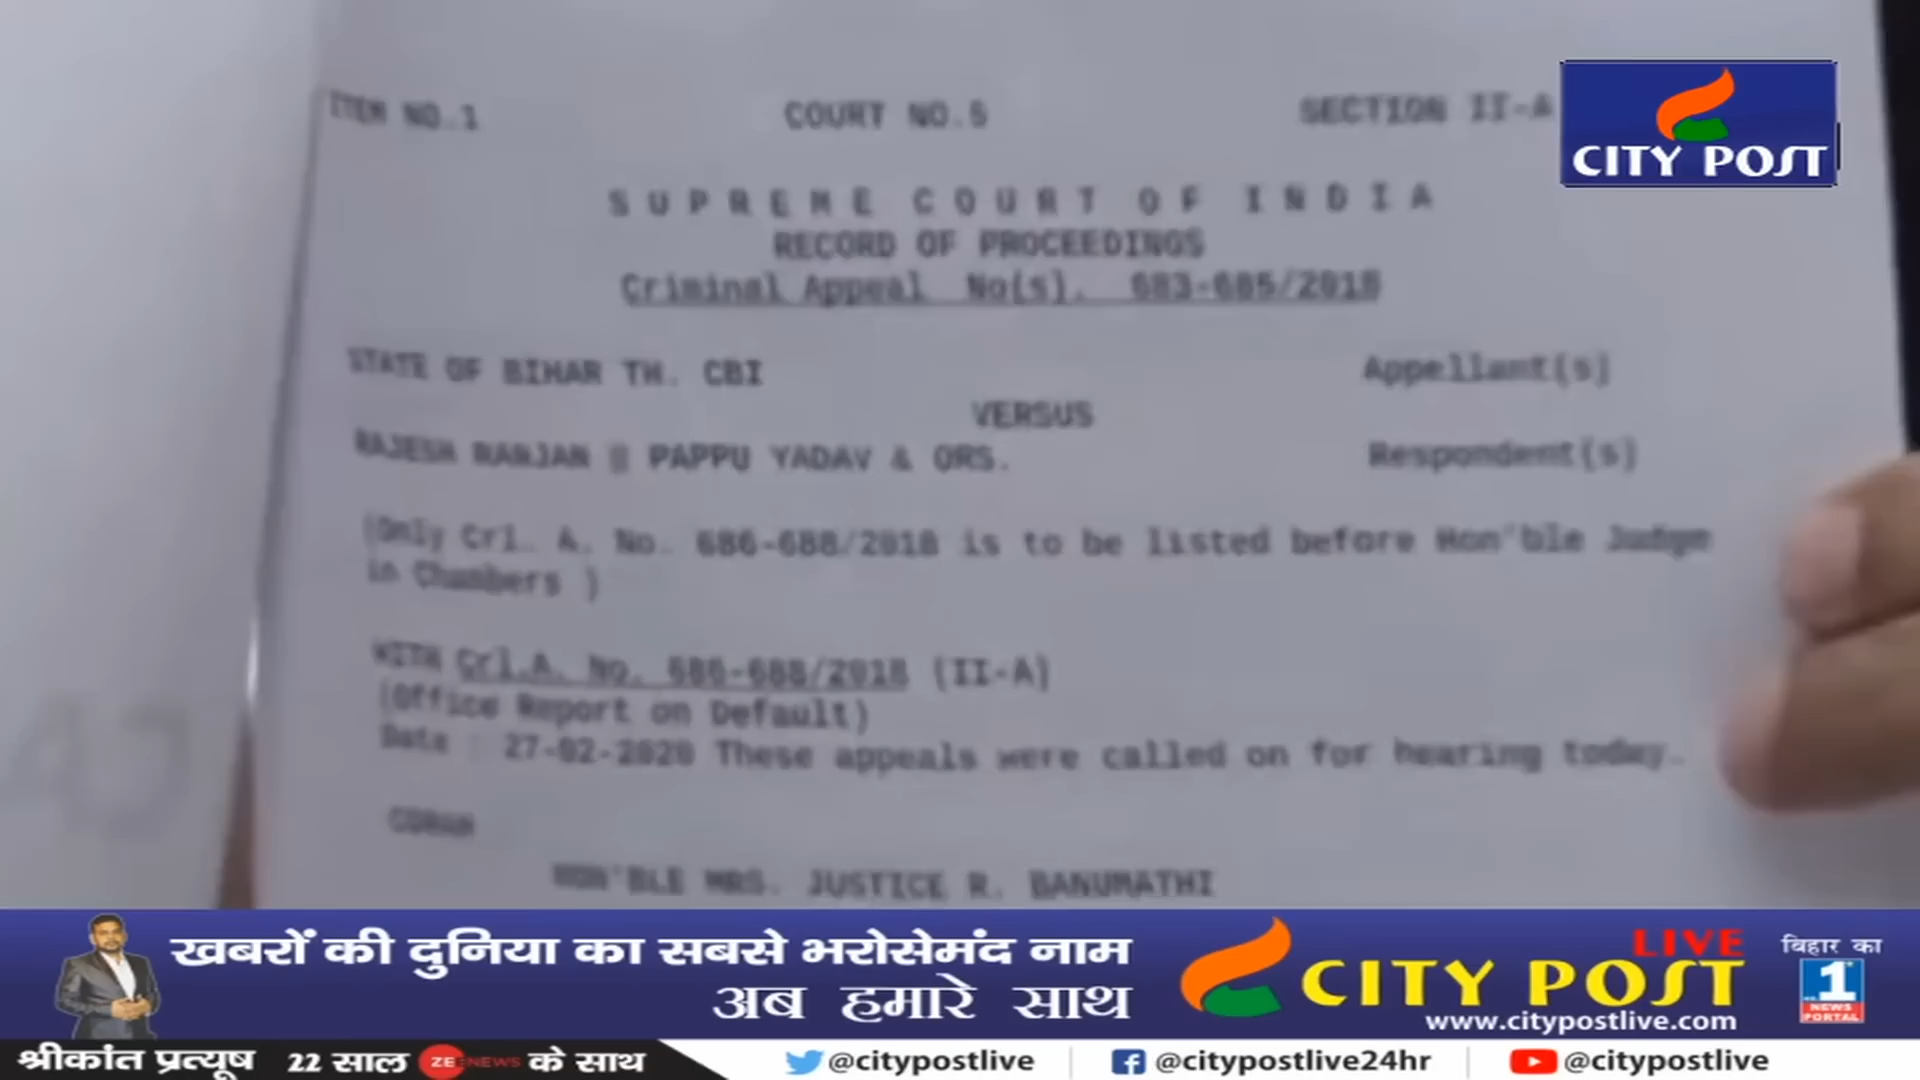 ITEM NO.1 COURT NO.5 SECTION II-A
CITY POST
SUPREME COURT OF INDIA
RECORD OF PROCEEDINGS
Criminal Appeal No(s). 683-685/2018
STATE OF BIHAR TH. CBI Appellant(s)
VERSUS
RAJESH RANJAN @ PAPPU YADAV & ORS. Respondent(s)
(Only Crl. A. No. 686-688/2018 is to be listed before Hon'ble Judge
in Chambers )
WITH Crl.A. No. 686-688/2018 (II-A)
(Office Report on Default)
Date : 27-02-2020 These appeals were called on for hearing today.
CORAM
HON'BLE MRS. JUSTICE R. BANUMATHI
खबरों की दुनिया का सबसे भरोसेमंद नाम
अब हमारे साथ
LIVE
CITY POST
www.citypostlive.com
बिहार का
NO. 1
NEWS
PORTAL
श्रीकांत प्रत्यूष 22 साल ZEE NEWS के साथ
@citypostlive
@citypostlive24hr
@citypostlive